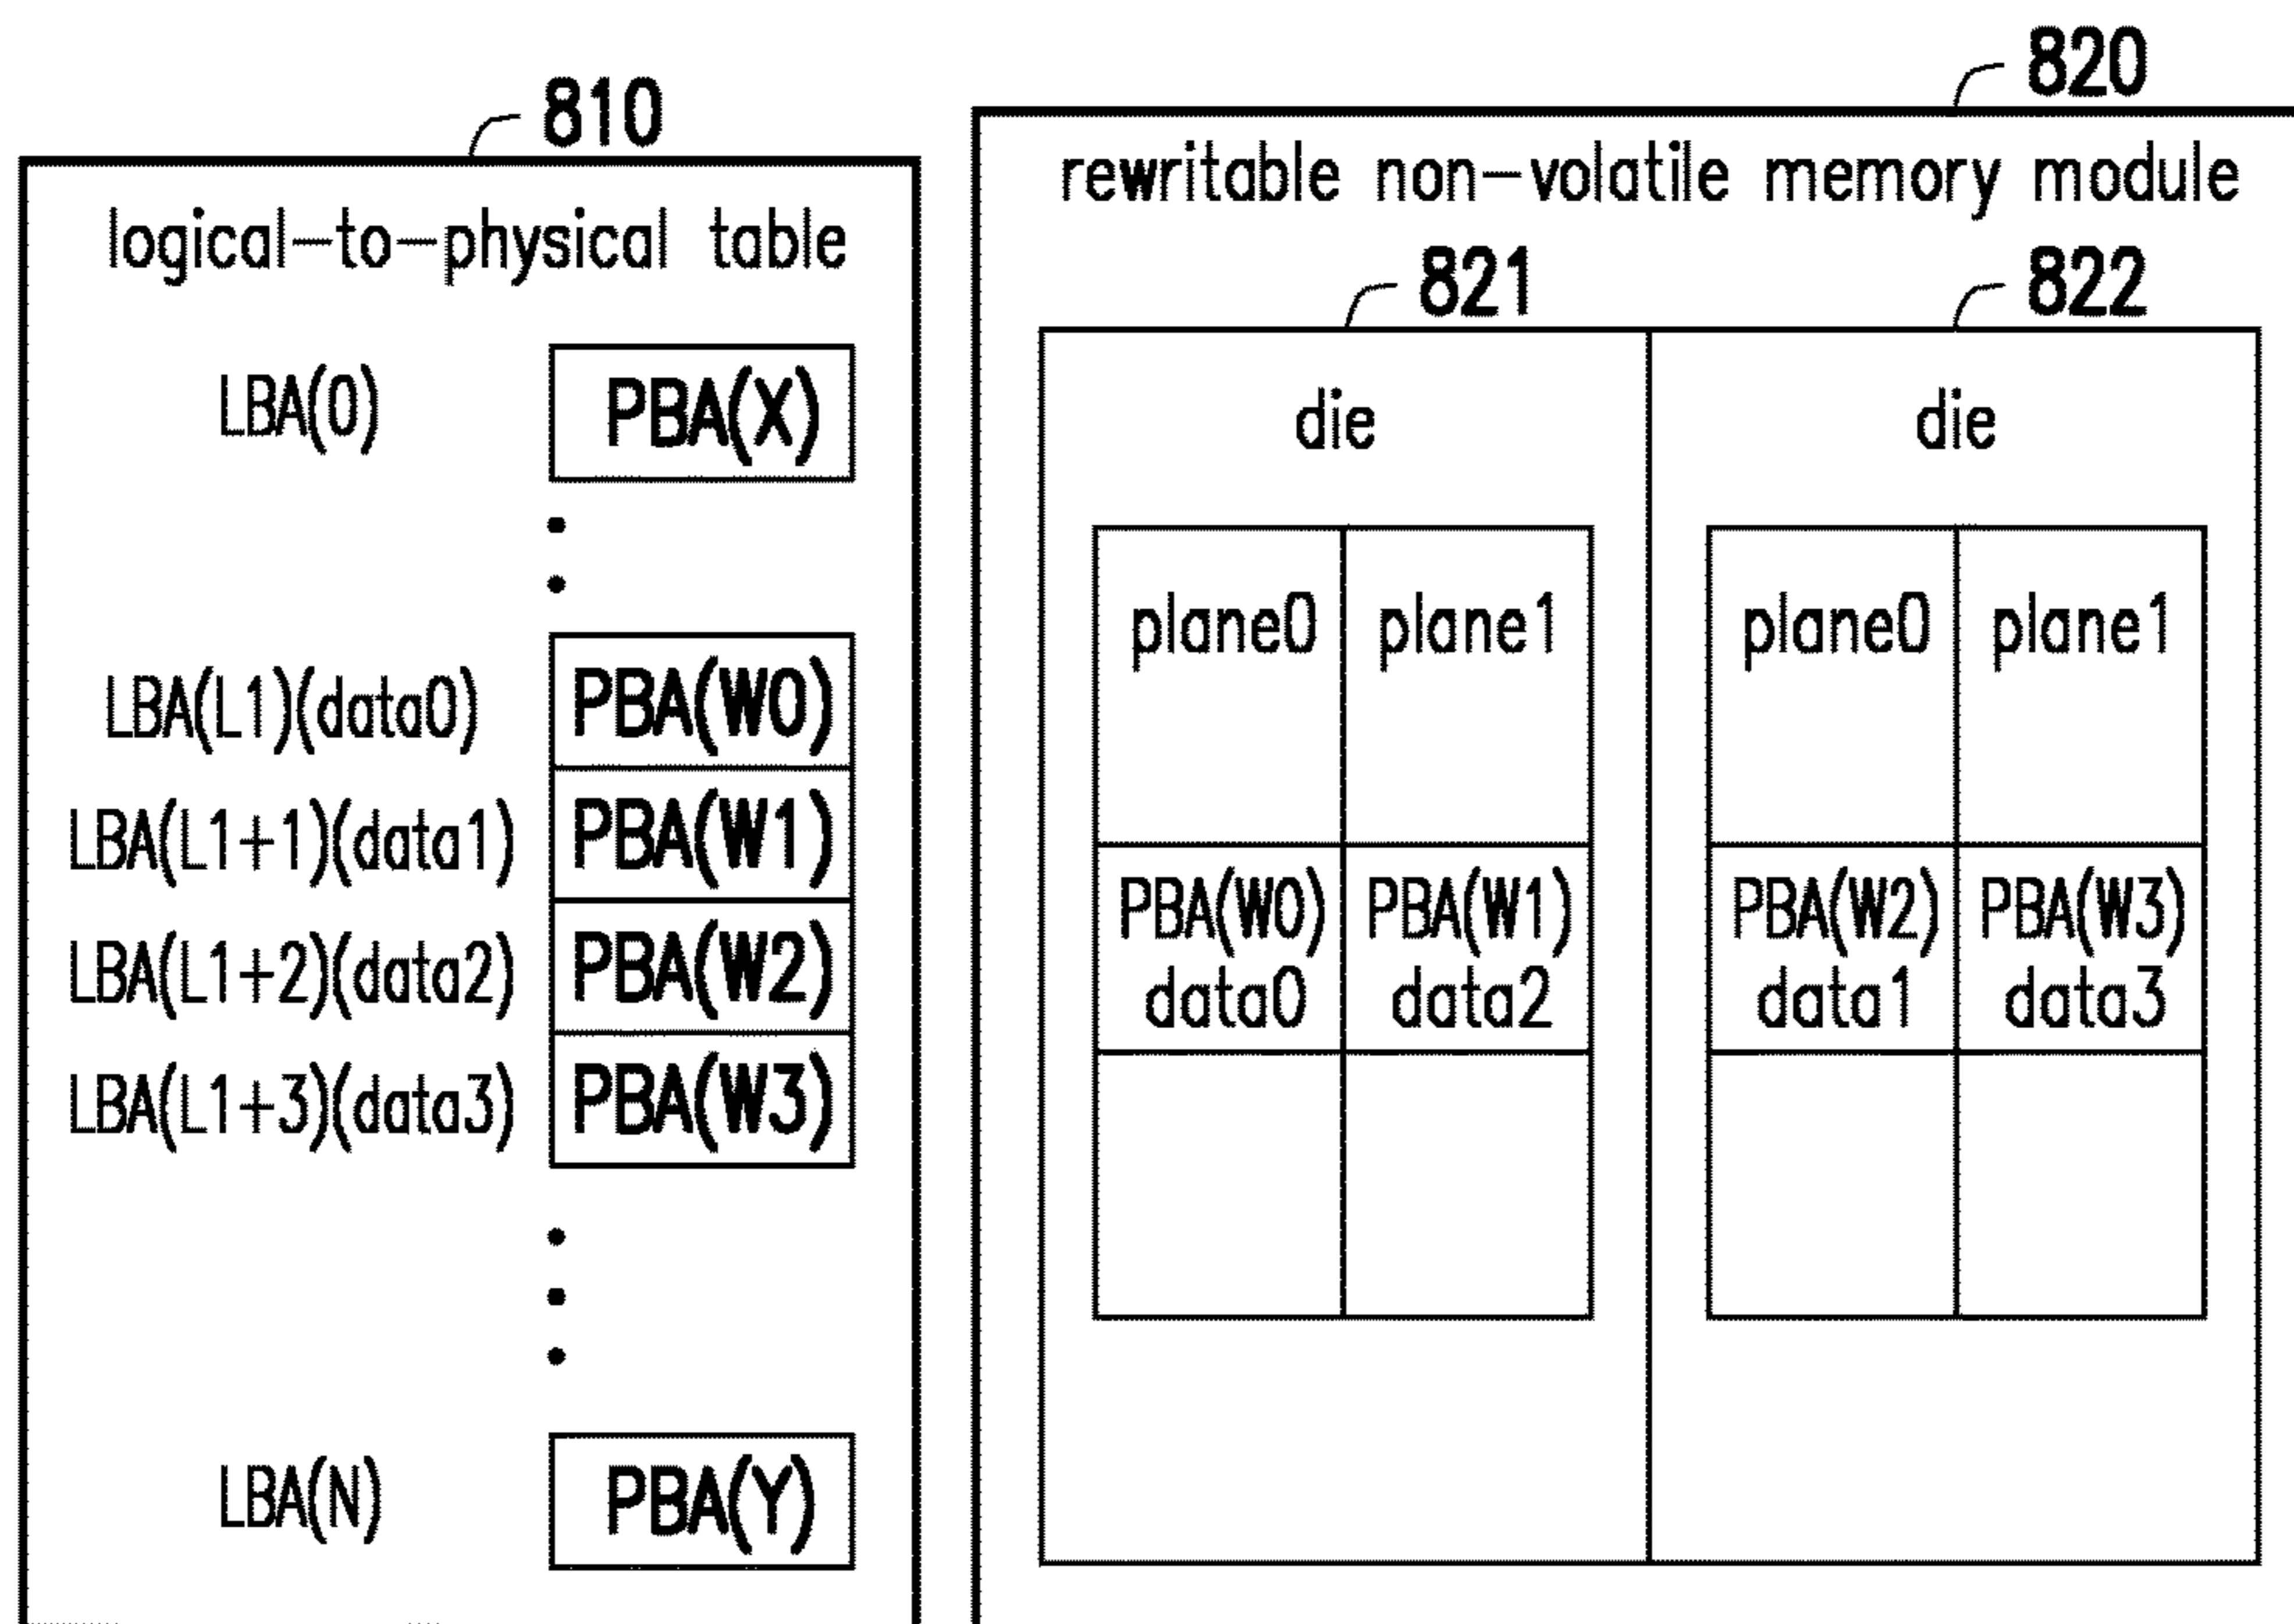 810
logical-to-physical table
LBA(0) PBA(X)
LBA(L1)(data0) PBA(W0)
LBA(L1+1)(data1) PBA(W1)
LBA(L1+2)(data2) PBA(W2)
LBA(L1+3)(data3) PBA(W3)
LBA(N) PBA(Y)
820
rewritable non-volatile memory module
821 822
die die
plane0 plane1 plane0 plane1
PBA(W0) PBA(W1) PBA(W2) PBA(W3)
data0 data2 data1 data3